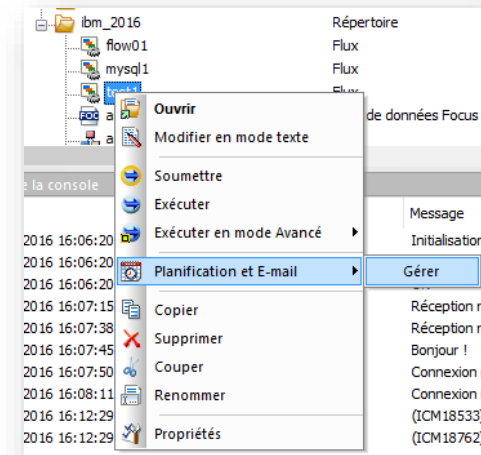 ibm_2016 Répertoire
flow01 Flux
mysql1 Flux
test1 Flux
a de données Focus
a
Ouvrir
Modifier en mode texte
Soumettre
Exécuter
Exécuter en mode Avancé
Planification et E-mail
Gérer
Copier
Supprimer
Couper
Renommer
Propriétés
e la console
Message
2016 16:06:20 Initialisation
2016 16:06:20
2016 16:06:20
2016 16:07:15 Réception
2016 16:07:38 Réception
2016 16:07:45 Bonjour !
2016 16:07:50 Connexion
2016 16:08:11 Connexion
2016 16:12:29 (ICM18533)
2016 16:12:29 (ICM18762)